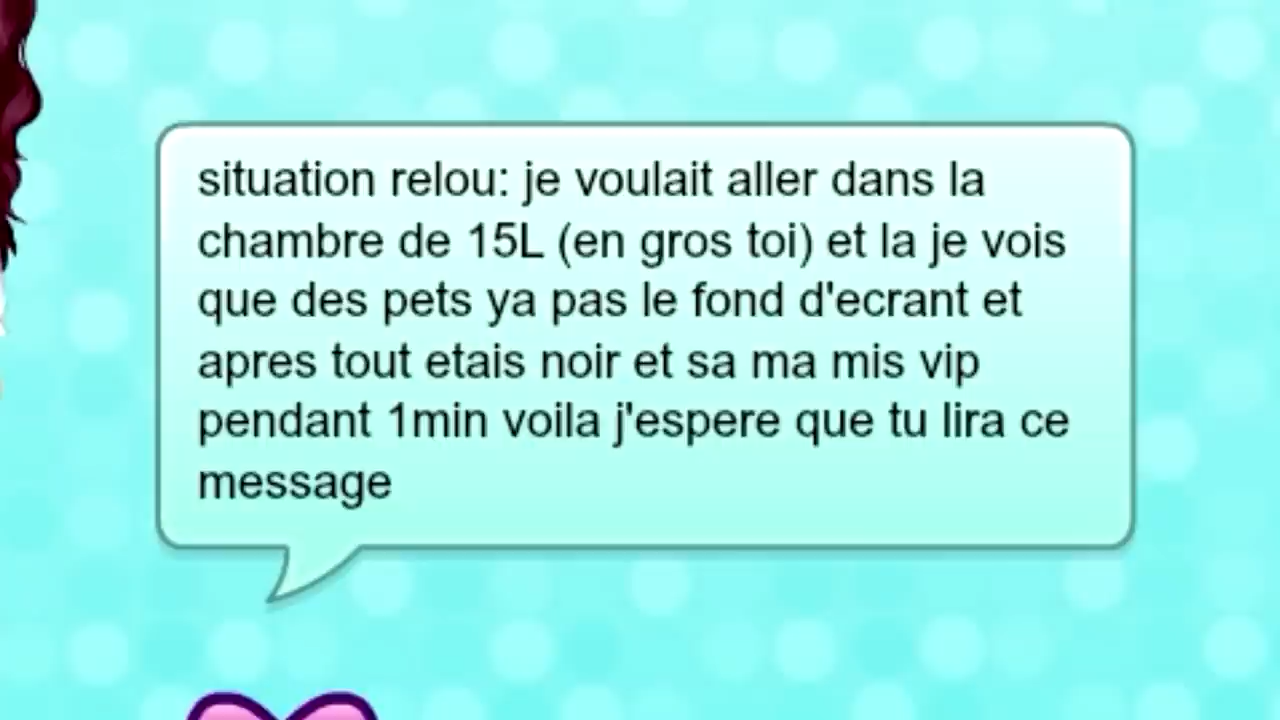 situation relou: je voulait aller dans la
chambre de 15L (en gros toi) et la je vois
que des pets ya pas le fond d'ecrant et
apres tout etais noir et sa ma mis vip
pendant 1min voila j'espere que tu lira ce
message